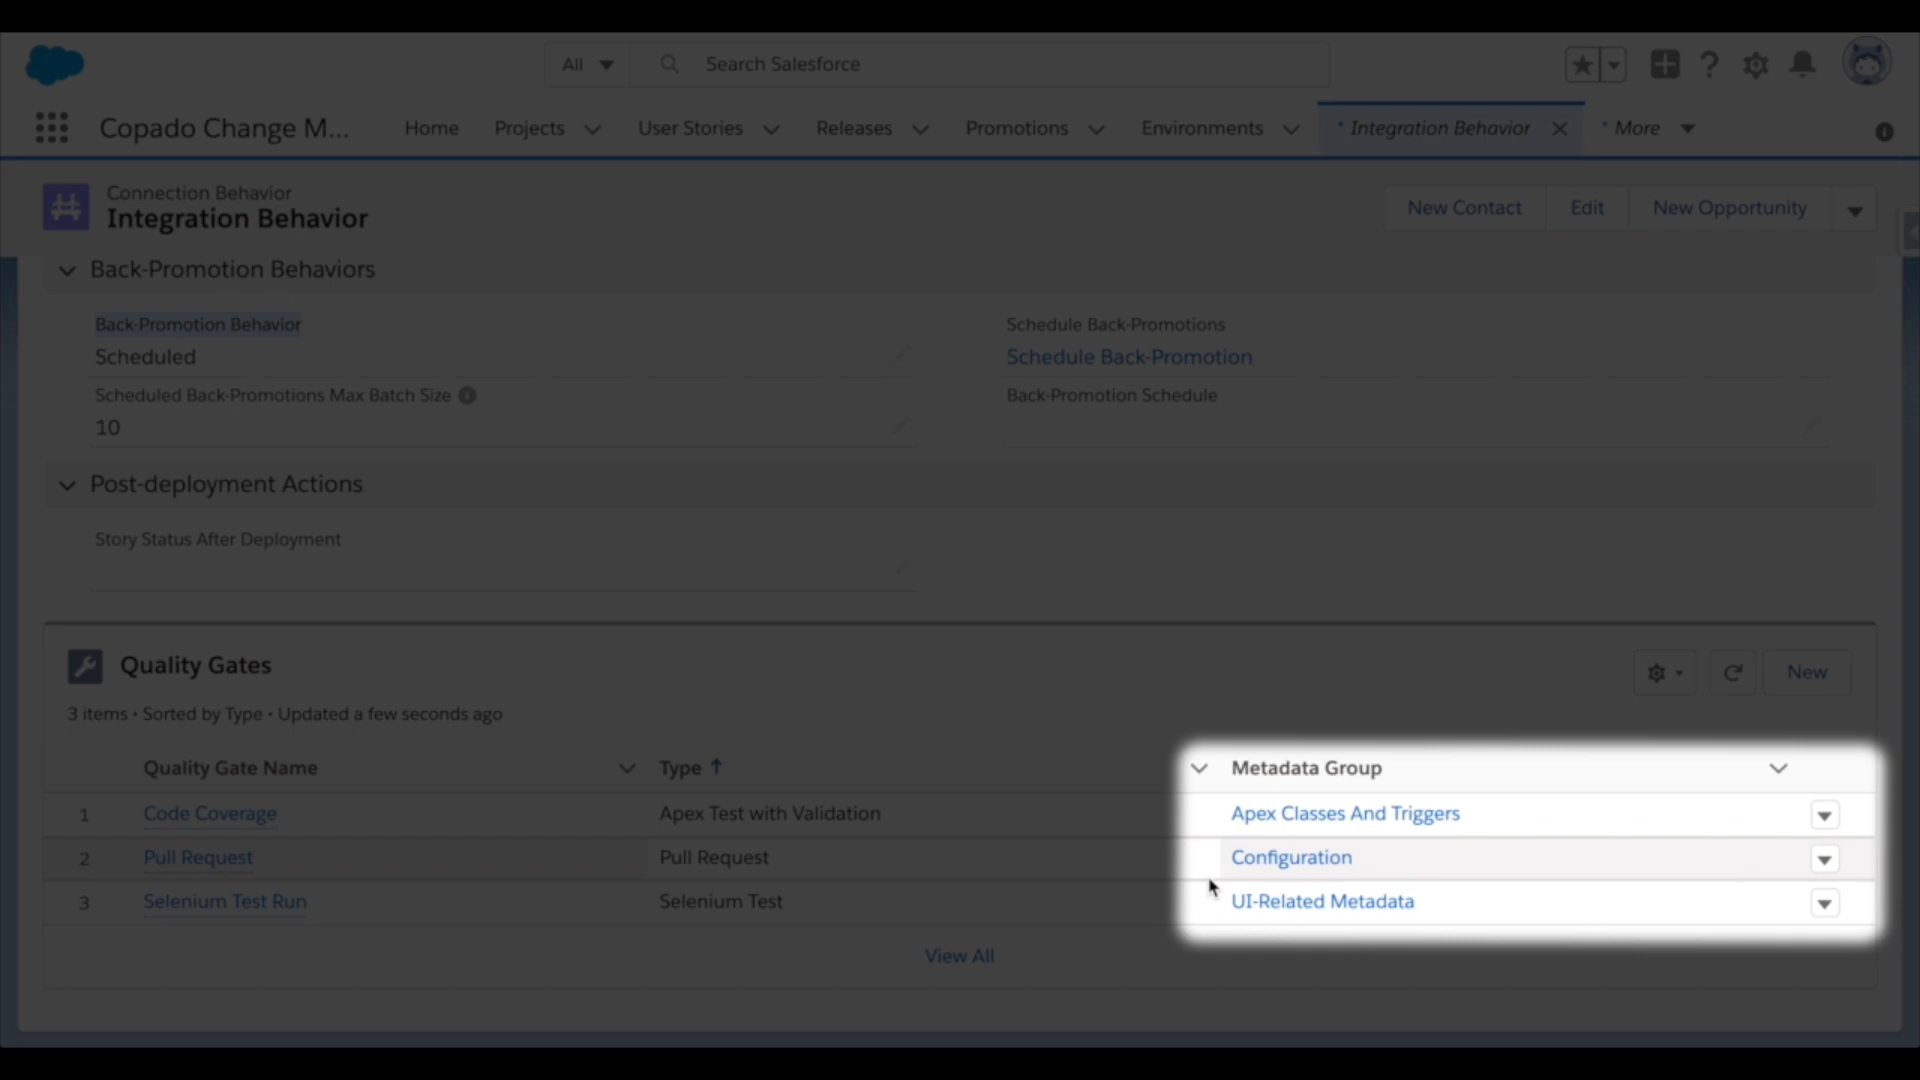 All
Search Salesforce
Copado Change M...
Home
Projects
User Stories
Releases
Promotions
Environments
* Integration Behavior
* More
Connection Behavior
Integration Behavior
New Contact
Edit
New Opportunity
Back-Promotion Behaviors
Back-Promotion Behavior
Scheduled
Schedule Back-Promotions
Schedule Back-Promotion
Scheduled Back-Promotions Max Batch Size
10
Back-Promotion Schedule
Post-deployment Actions
Story Status After Deployment
Quality Gates
New
3 items • Sorted by Type • Updated a few seconds ago
Quality Gate Name
Type ↑
Metadata Group
1 Code Coverage Apex Test with Validation Apex Classes And Triggers
2 Pull Request Pull Request Configuration
3 Selenium Test Run Selenium Test UI-Related Metadata
View All